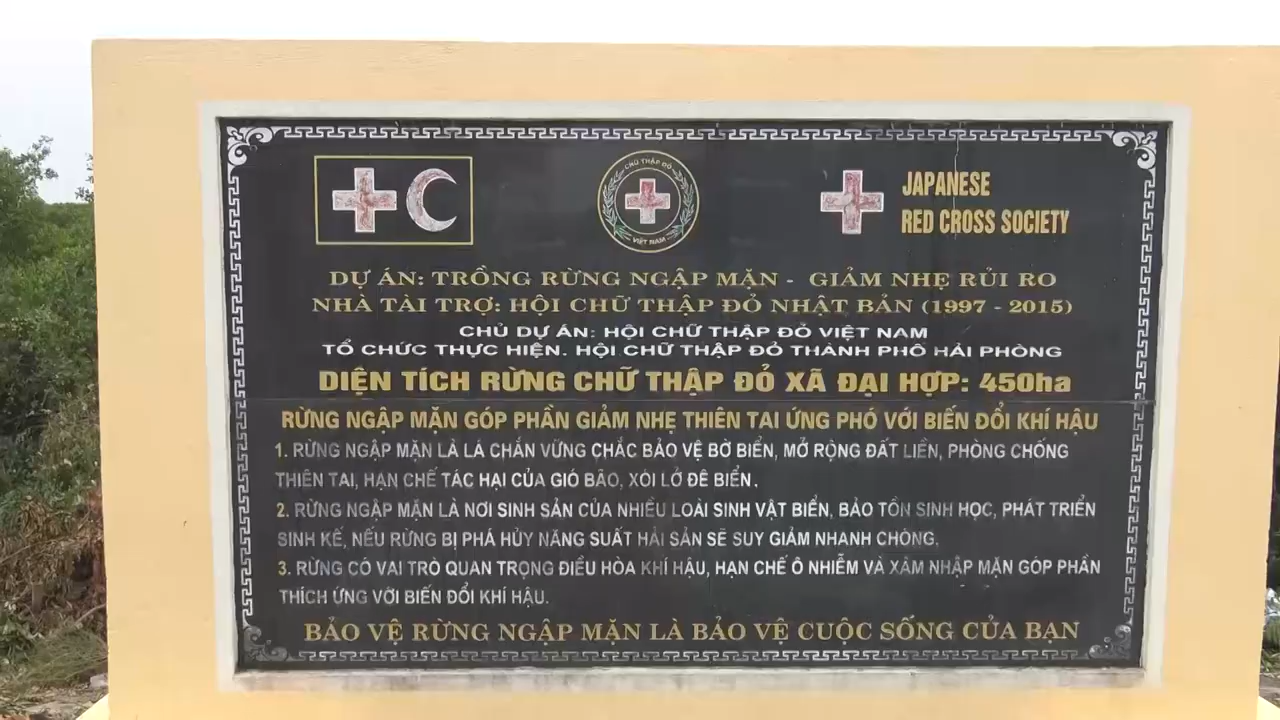 CHỮ THẬP ĐỎ
VIỆT NAM
JAPANESE
RED CROSS SOCIETY
DỰ ÁN: TRỒNG RỪNG NGẬP MẶN - GIẢM NHẸ RỦI RO
NHÀ TÀI TRỢ: HỘI CHỮ THẬP ĐỎ NHẬT BẢN (1997 - 2015)
CHỦ DỰ ÁN: HỘI CHỮ THẬP ĐỎ VIỆT NAM
TỔ CHỨC THỰC HIỆN. HỘI CHỮ THẬP ĐỎ THÀNH PHỐ HẢI PHÒNG
DIỆN TÍCH RỪNG CHỮ THẬP ĐỎ XÃ ĐẠI HỢP: 450ha
RỪNG NGẬP MẶN GÓP PHẦN GIẢM NHẸ THIÊN TAI ỨNG PHÓ VỚI BIẾN ĐỔI KHÍ HẬU
1. RỪNG NGẬP MẶN LÀ LÁ CHẮN VỮNG CHẮC BẢO VỆ BỜ BIỂN, MỞ RỘNG ĐẤT LIỀN, PHÒNG CHỐNG
THIÊN TAI, HẠN CHẾ TÁC HẠI CỦA GIÓ BÃO, XÓI LỞ ĐÊ BIỂN.
2. RỪNG NGẬP MẶN LÀ NƠI SINH SẢN CỦA NHIỀU LOÀI SINH VẬT BIỂN, BẢO TỒN SINH HỌC, PHÁT TRIỂN
SINH KẾ, NẾU RỪNG BỊ PHÁ HỦY NĂNG SUẤT HẢI SẢN SẼ SUY GIẢM NHANH CHÓNG.
3. RỪNG CÓ VAI TRÒ QUAN TRỌNG ĐIỀU HÒA KHÍ HẬU, HẠN CHẾ Ô NHIỄM VÀ XÂM NHẬP MẶN GÓP PHẦN
THÍCH ỨNG VỚI BIẾN ĐỔI KHÍ HẬU.
BẢO VỆ RỪNG NGẬP MẶN LÀ BẢO VỆ CUỘC SỐNG CỦA BẠN